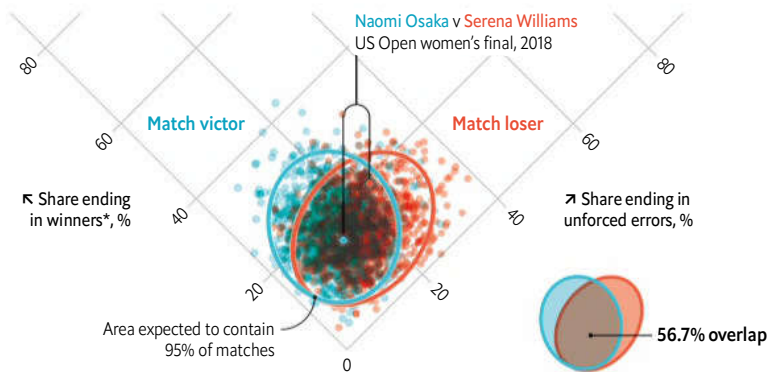 Naomi Osaka v Serena Williams
US Open women’s final, 2018
80
80
Match victor
Match loser
60
60
↖ Share ending
in winners*, %
↗ Share ending in
unforced errors, %
40
40
20
20
Area expected to contain
95% of matches
56.7% overlap
0